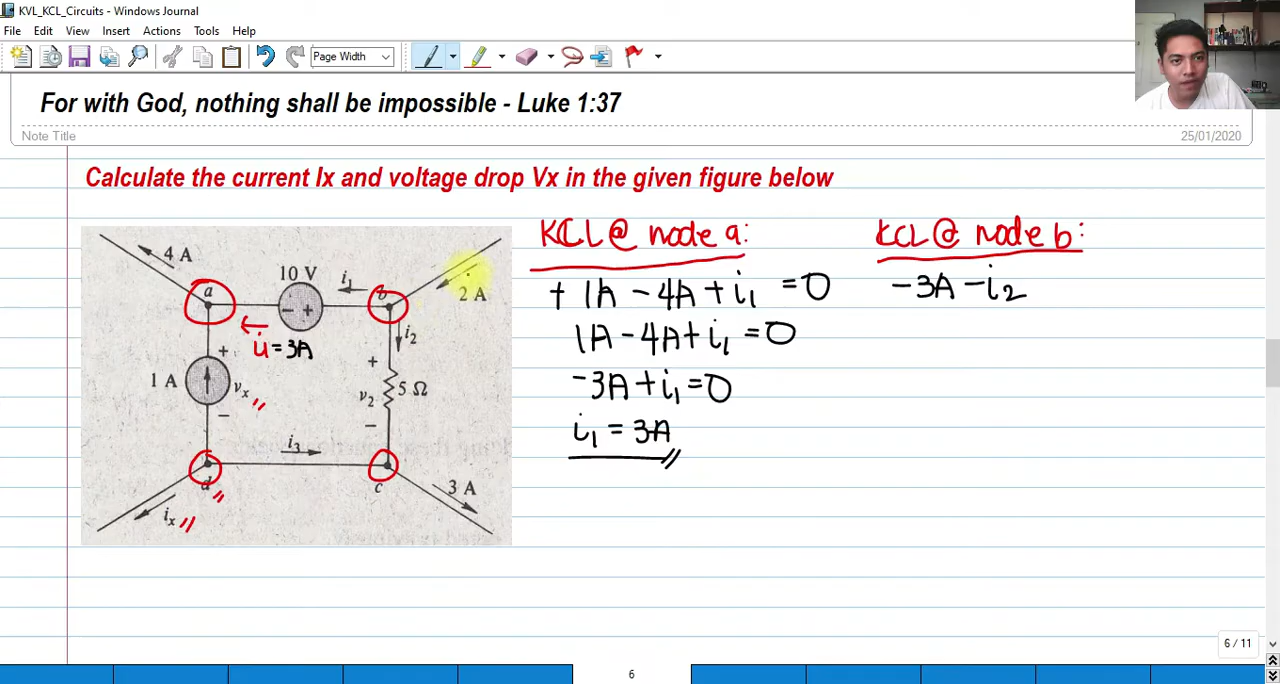 KVL_KCL_Circuits - Windows Journal
File Edit View Insert Actions Tools Help
Page Width
For with God, nothing shall be impossible - Luke 1:37
Note Title
25/01/2020
Calculate the current Ix and voltage drop Vx in the given figure below
KCL@ node a:
+ 1A - 4A + i₁ = 0
1A - 4A + i₁ = 0
-3A + i₁ = 0
i₁ = 3A
KCL@ node b:
-3A - i₂
4 A
a
10 V
- +
i₁
b
2 A
i₁ = 3A
i₂
1 A
+
vₓ
-
+
v₂
-
5 Ω
i₃
d
c
iₓ
3 A
6 / 11
6